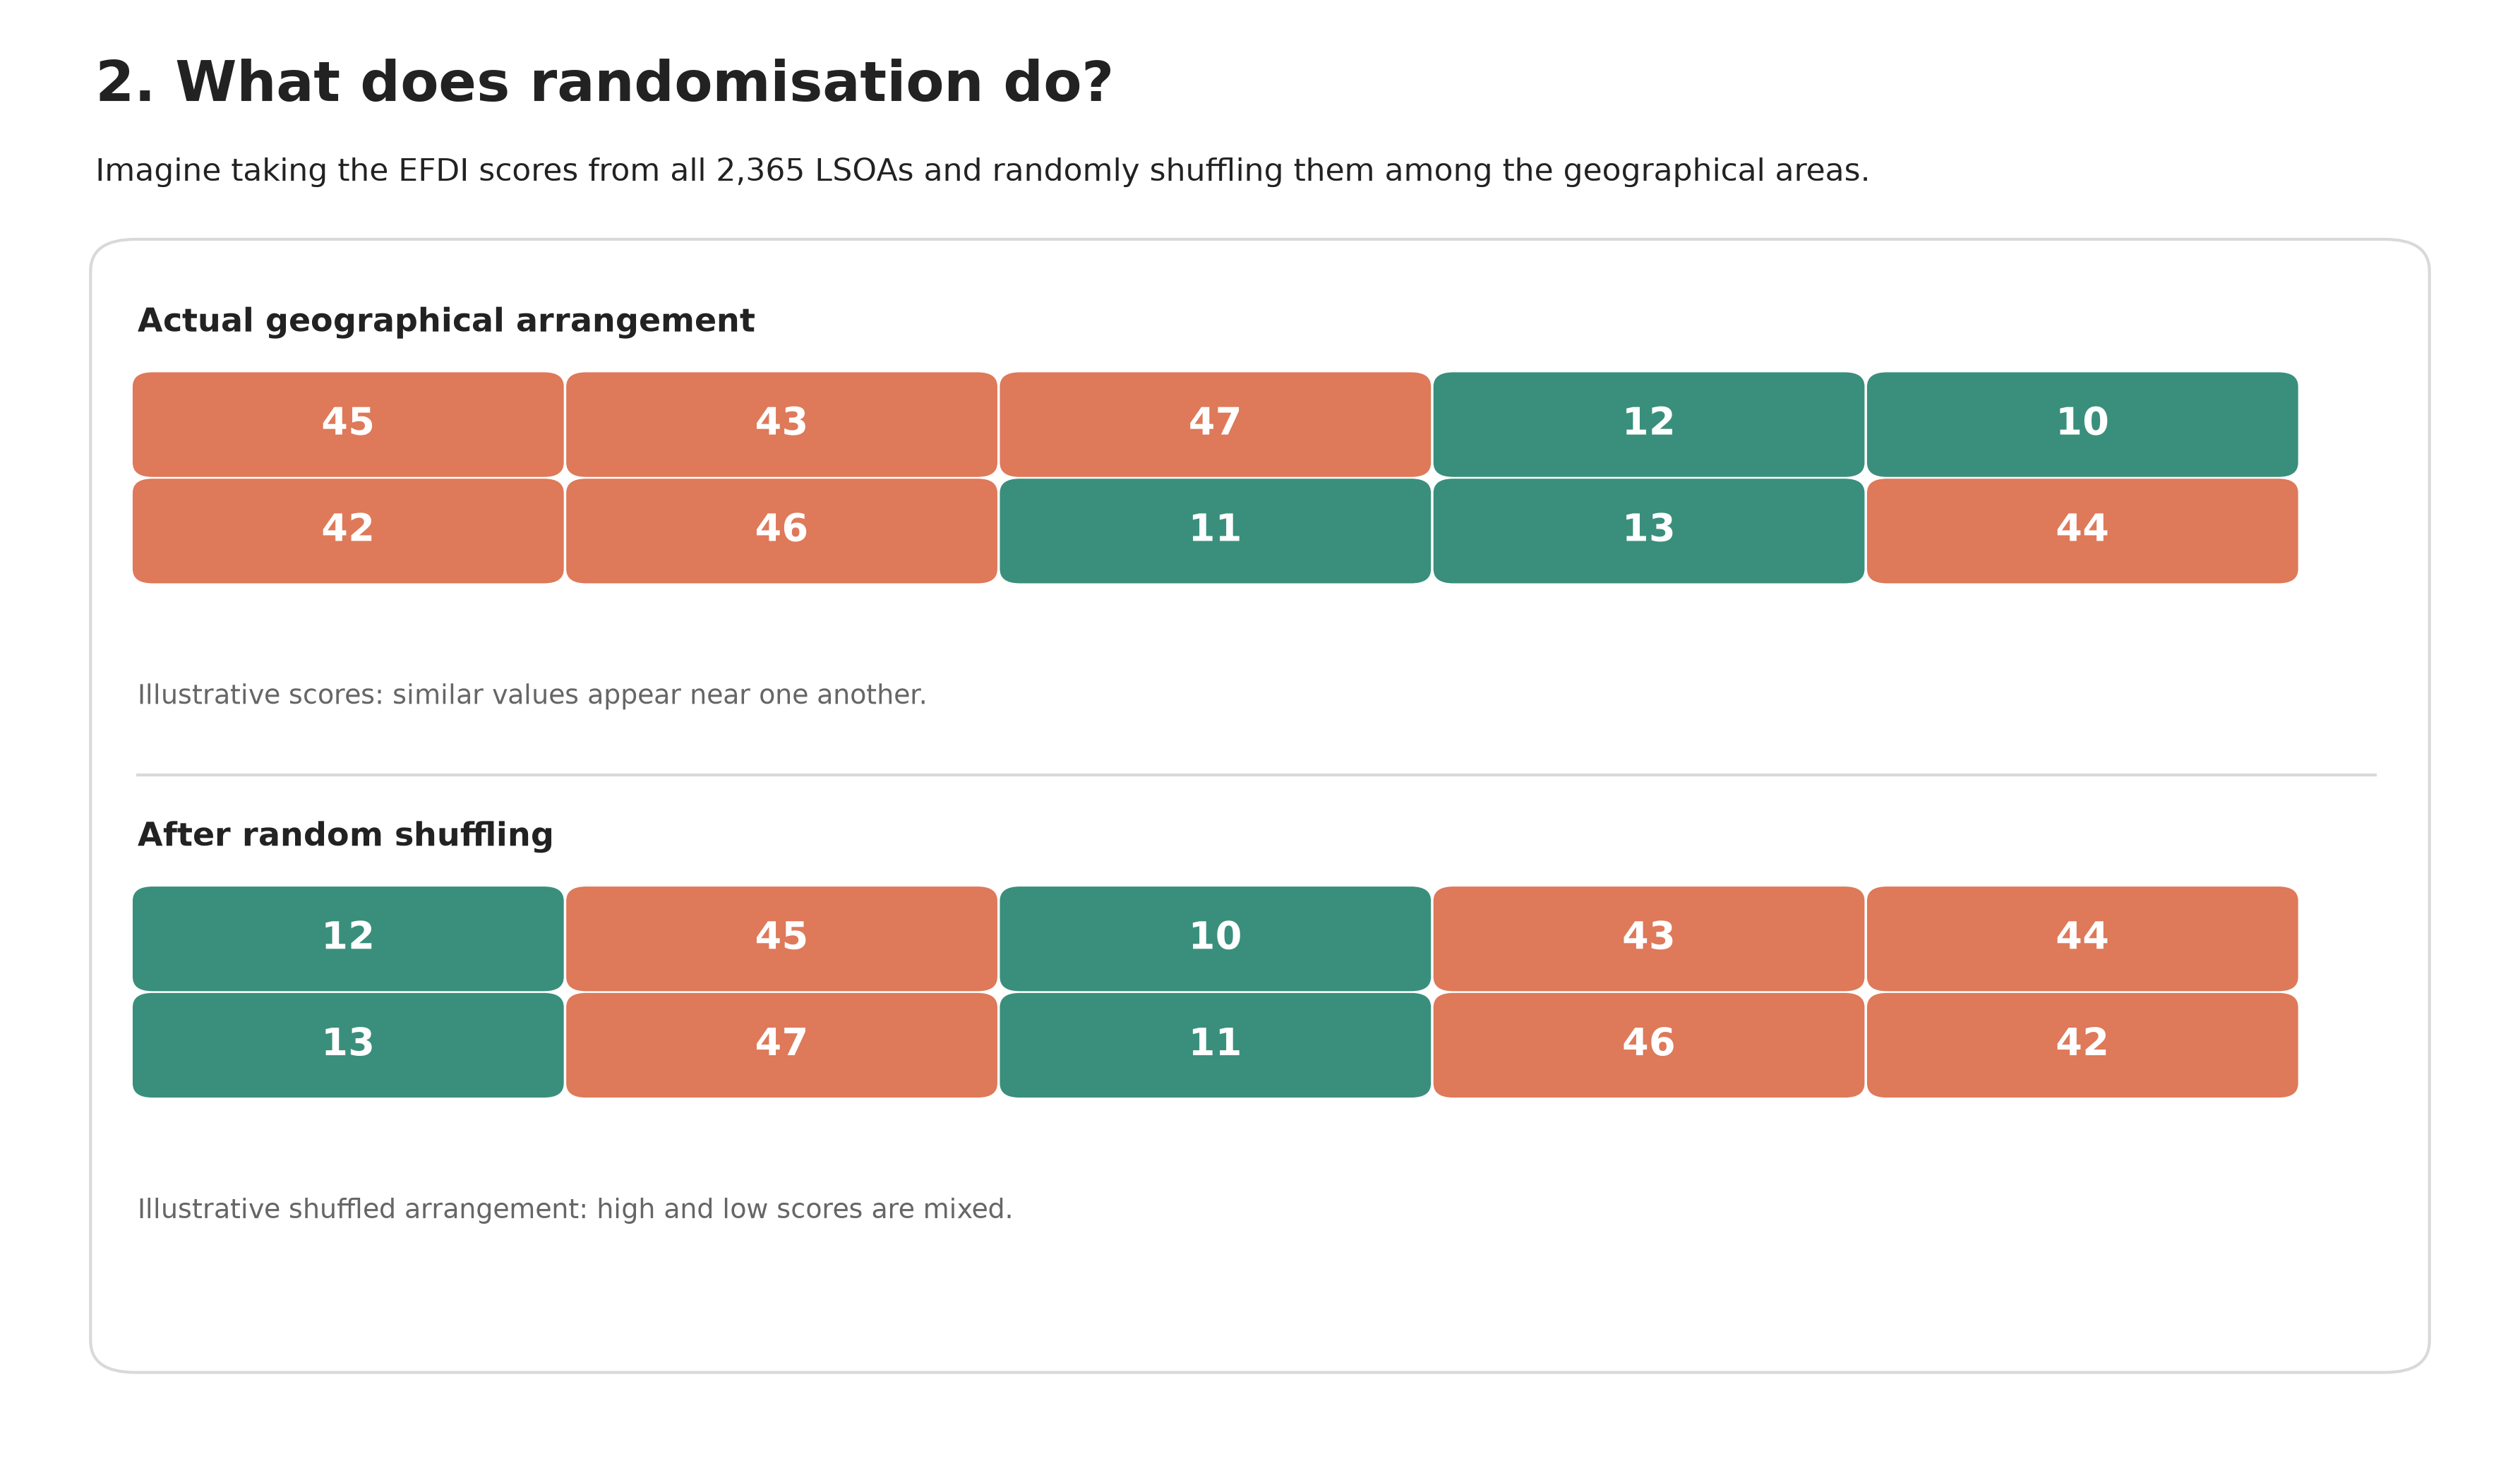 2. What does randomisation do?
Imagine taking the EFDI scores from all 2,365 LSOAs and randomly shuffling them among the geographical areas.
Actual geographical arrangement
45 43 47 12 10
42 46 11 13 44
Illustrative scores: similar values appear near one another.
After random shuffling
12 45 10 43 44
13 47 11 46 42
Illustrative shuffled arrangement: high and low scores are mixed.